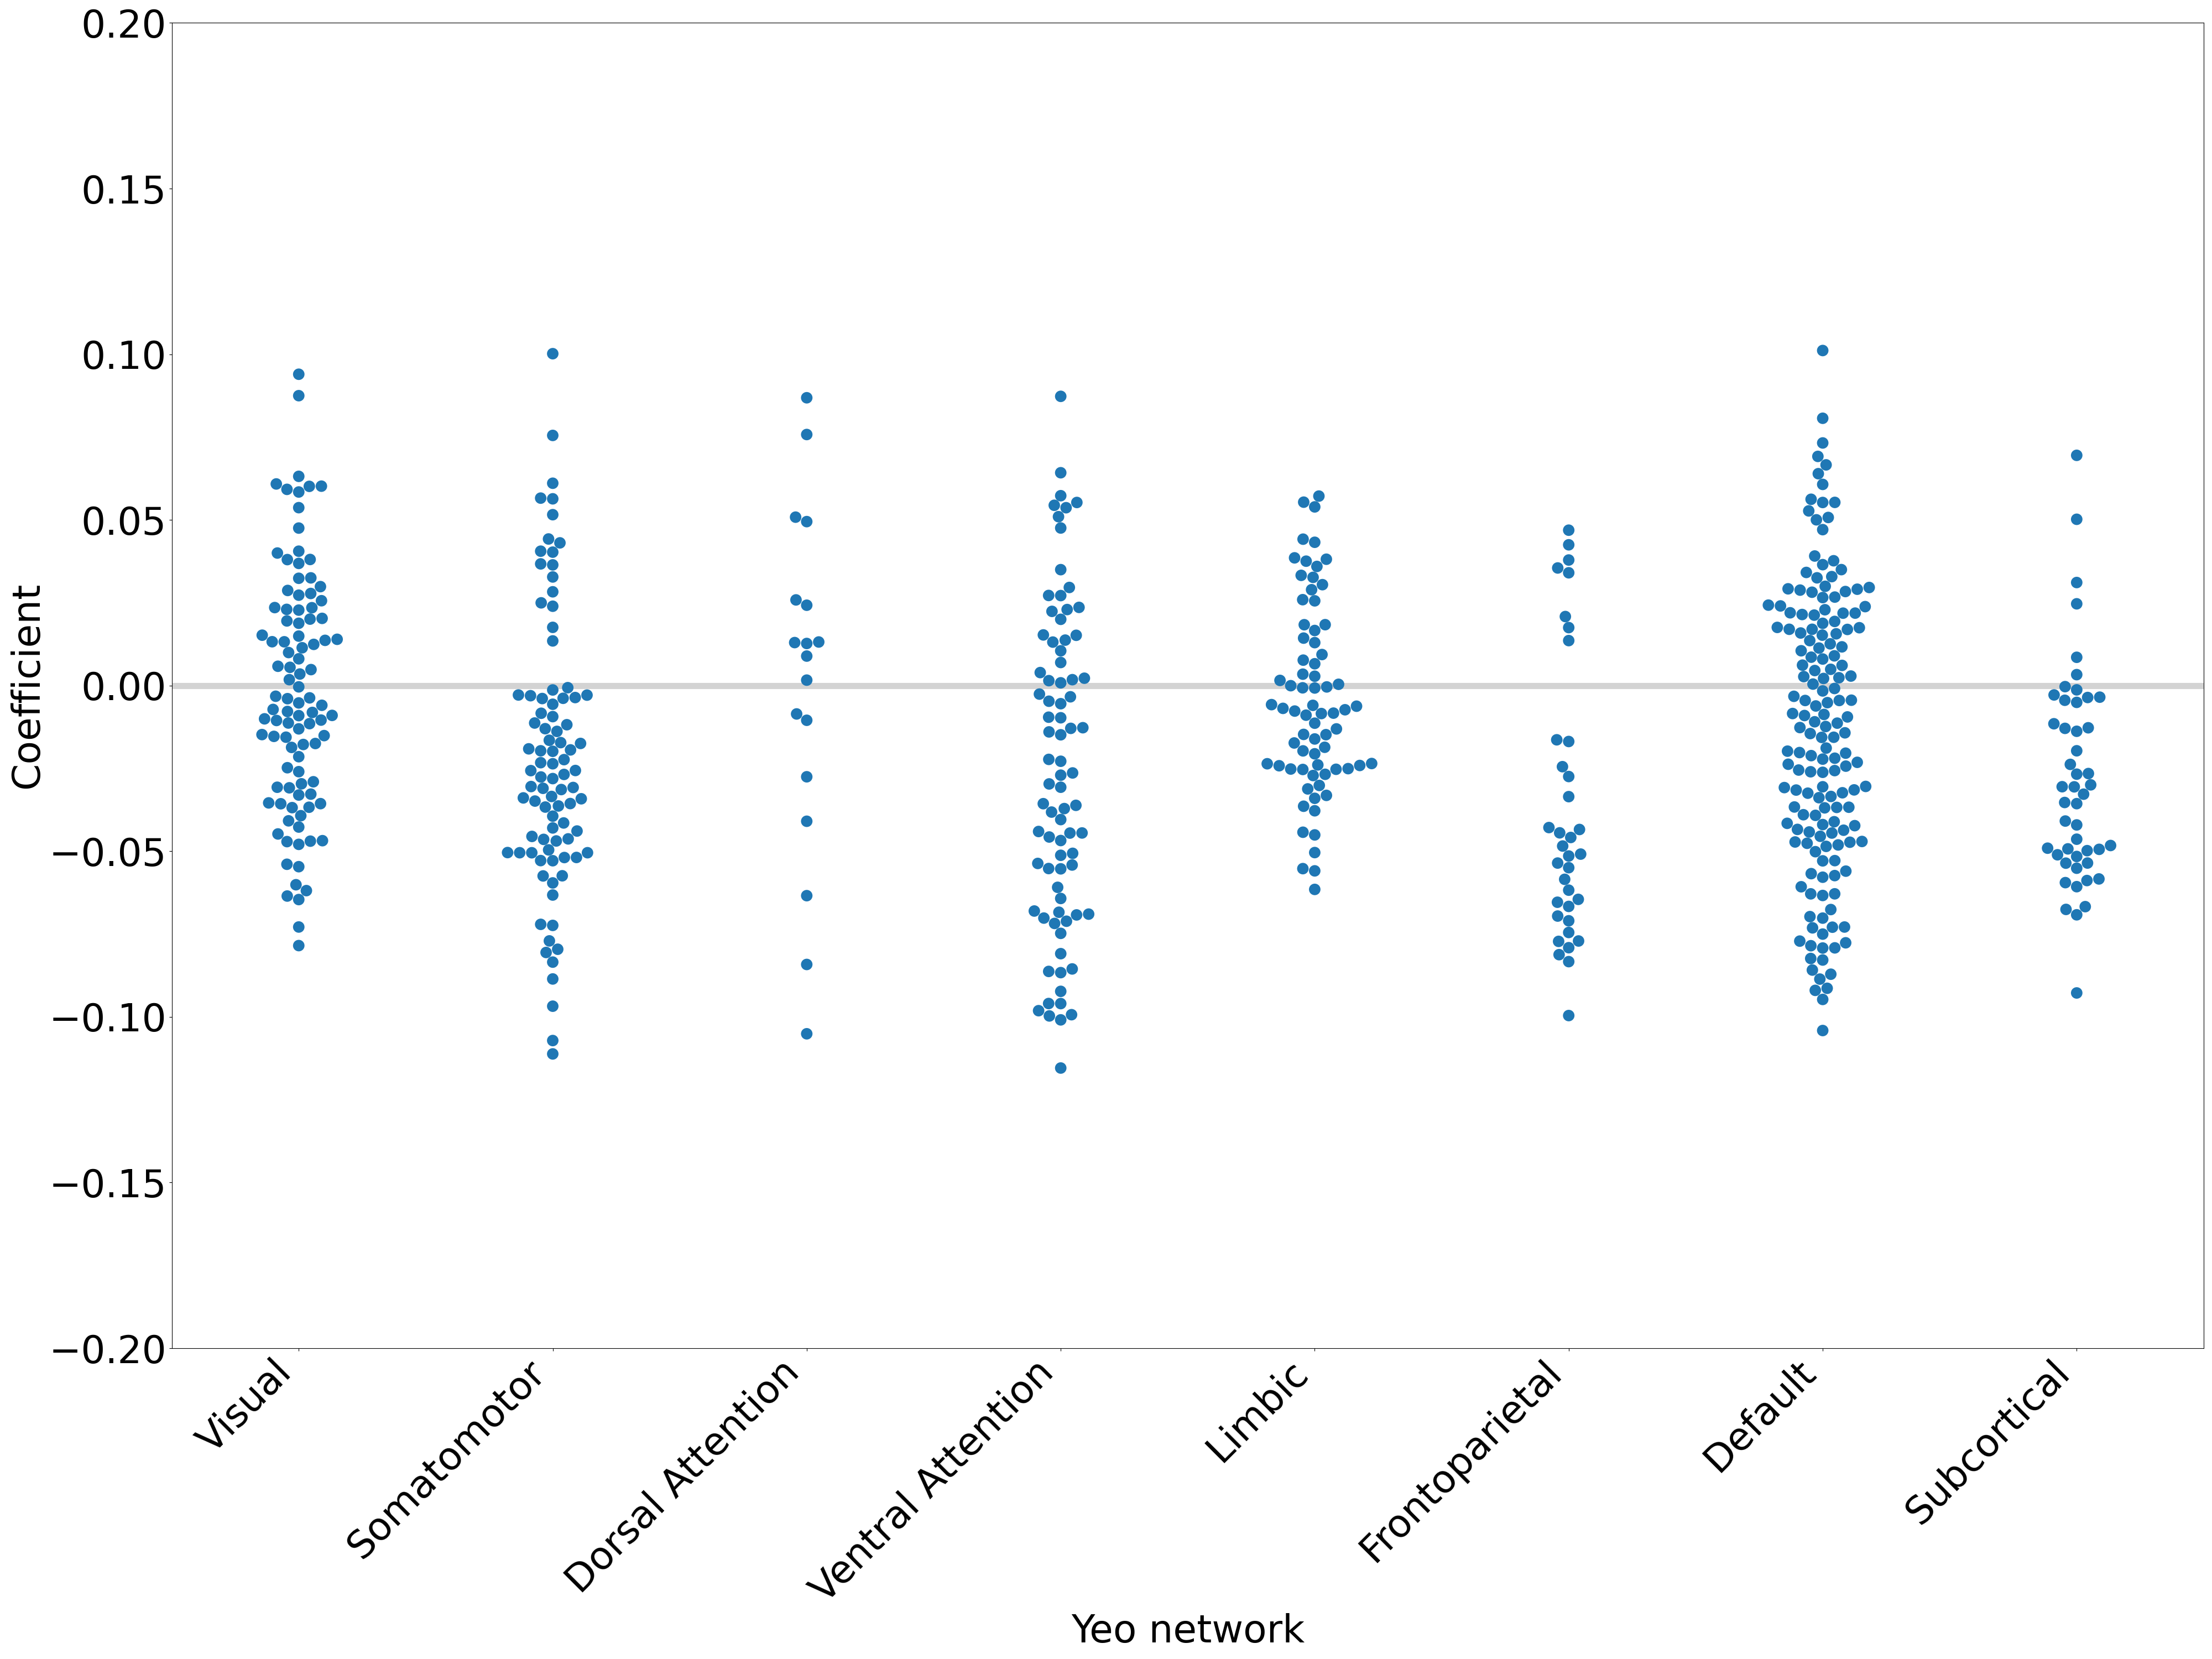 0.20
0.15
0.10
0.05
0.00
−0.05
−0.10
−0.15
−0.20
Coefficient
Visual
Somatomotor
Dorsal Attention
Ventral Attention
Limbic
Frontoparietal
Default
Subcortical
Yeo network